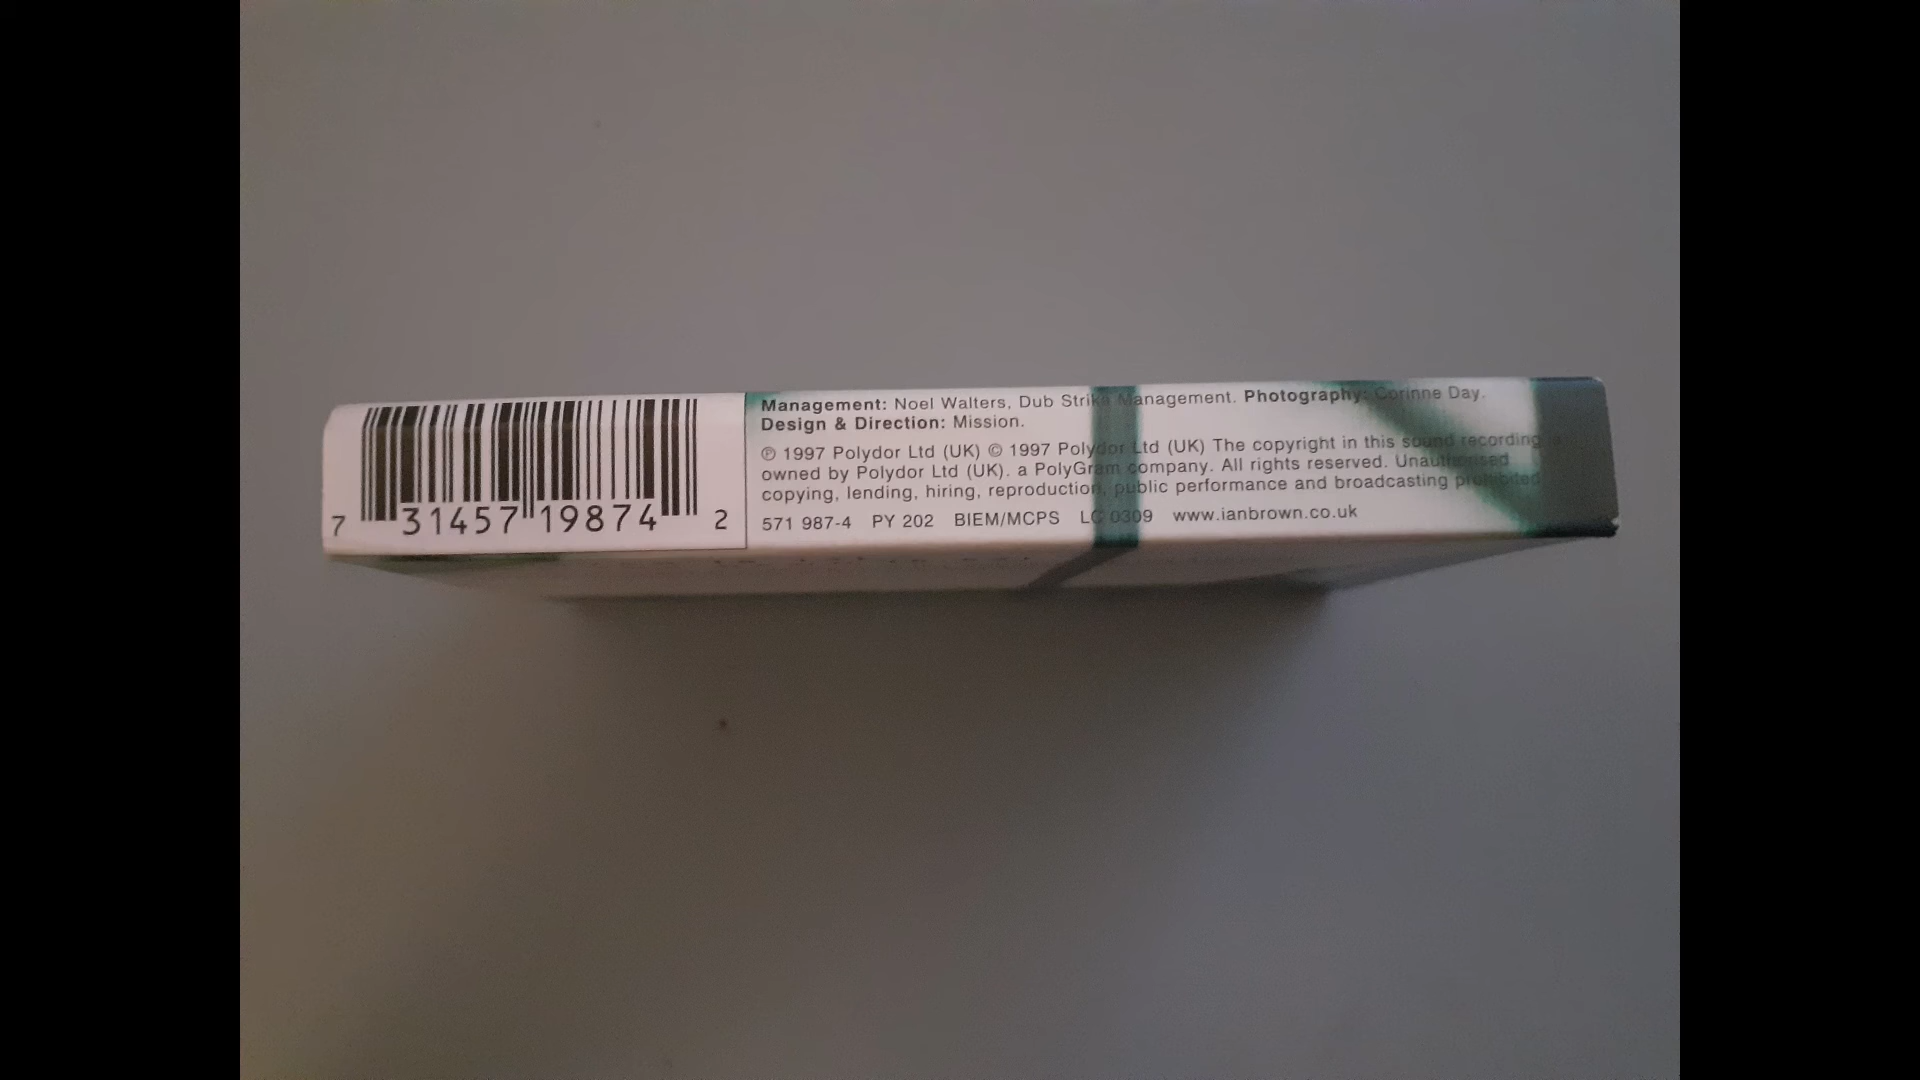 7 31457 19874 2
Management: Noel Walters, Dub Strike Management. Photography: Corinne Day.
Design & Direction: Mission.
℗ 1997 Polydor Ltd (UK) © 1997 Polydor Ltd (UK) The copyright in this sound recording is
owned by Polydor Ltd (UK). a PolyGram company. All rights reserved. Unauthorised
copying, lending, hiring, reproduction, public performance and broadcasting prohibited
571 987-4 PY 202 BIEM/MCPS LC 0309 www.ianbrown.co.uk